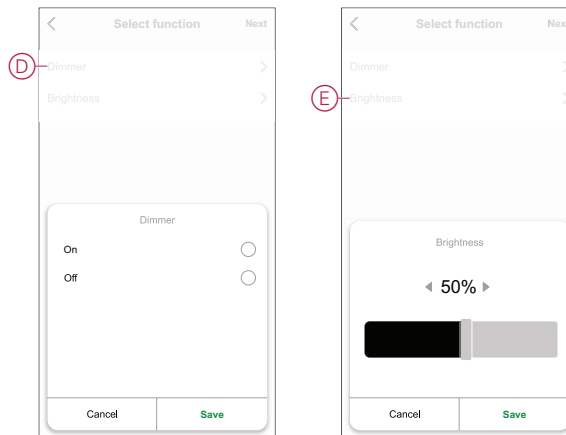 Select function Next
D Dimmer
Brightness
Dimmer
On
Off
Cancel Save
Select function Nex
Dimmer
E Brightness
Brightness
50%
Cancel Save